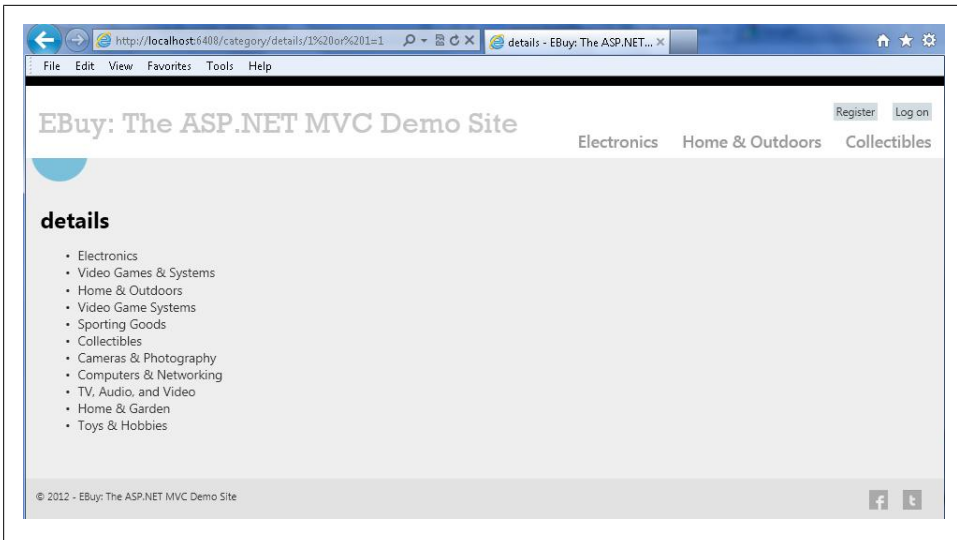 http://localhost:6408/category/details/1%20or%201=1
details - EBuy: The ASP.NET...
File Edit View Favorites Tools Help
Register Log on
EBuy: The ASP.NET MVC Demo Site
Electronics Home & Outdoors Collectibles
details
• Electronics
• Video Games & Systems
• Home & Outdoors
• Video Game Systems
• Sporting Goods
• Collectibles
• Cameras & Photography
• Computers & Networking
• TV, Audio, and Video
• Home & Garden
• Toys & Hobbies
© 2012 - EBuy: The ASP.NET MVC Demo Site